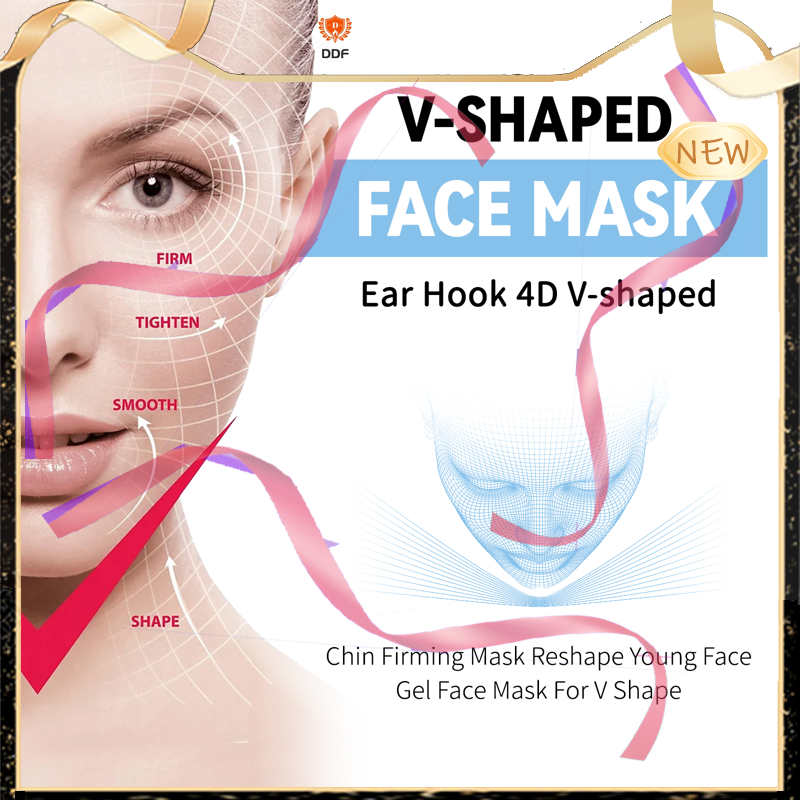 DDF
V-SHAPED
NEW
FACE MASK
Ear Hook 4D V-shaped
FIRM
TIGHTEN
SMOOTH
SHAPE
Chin Firming Mask Reshape Young Face
Gel Face Mask For V Shape